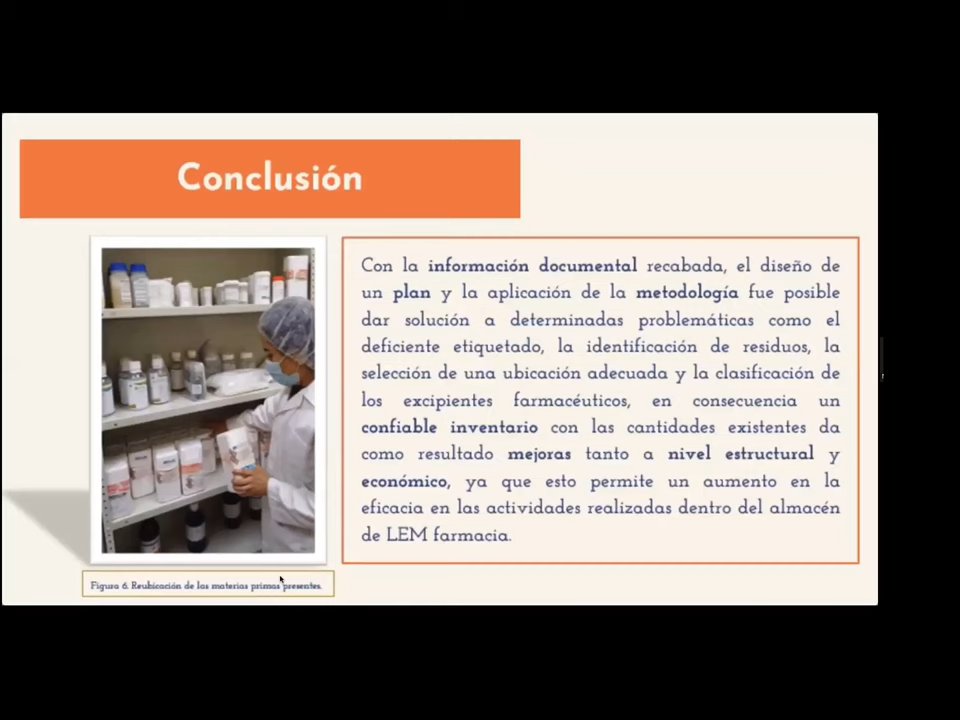 Conclusión
Con la información documental recabada, el diseño de
un plan y la aplicación de la metodología fue posible
dar solución a determinadas problemáticas como el
deficiente etiquetado, la identificación de residuos, la
selección de una ubicación adecuada y la clasificación de
los excipientes farmacéuticos, en consecuencia un
confiable inventario con las cantidades existentes da
como resultado mejoras tanto a nivel estructural y
económico, ya que esto permite un aumento en la
eficacia en las actividades realizadas dentro del almacén
de LEM farmacia.
Figura 6. Reubicación de las materias primas presentes.